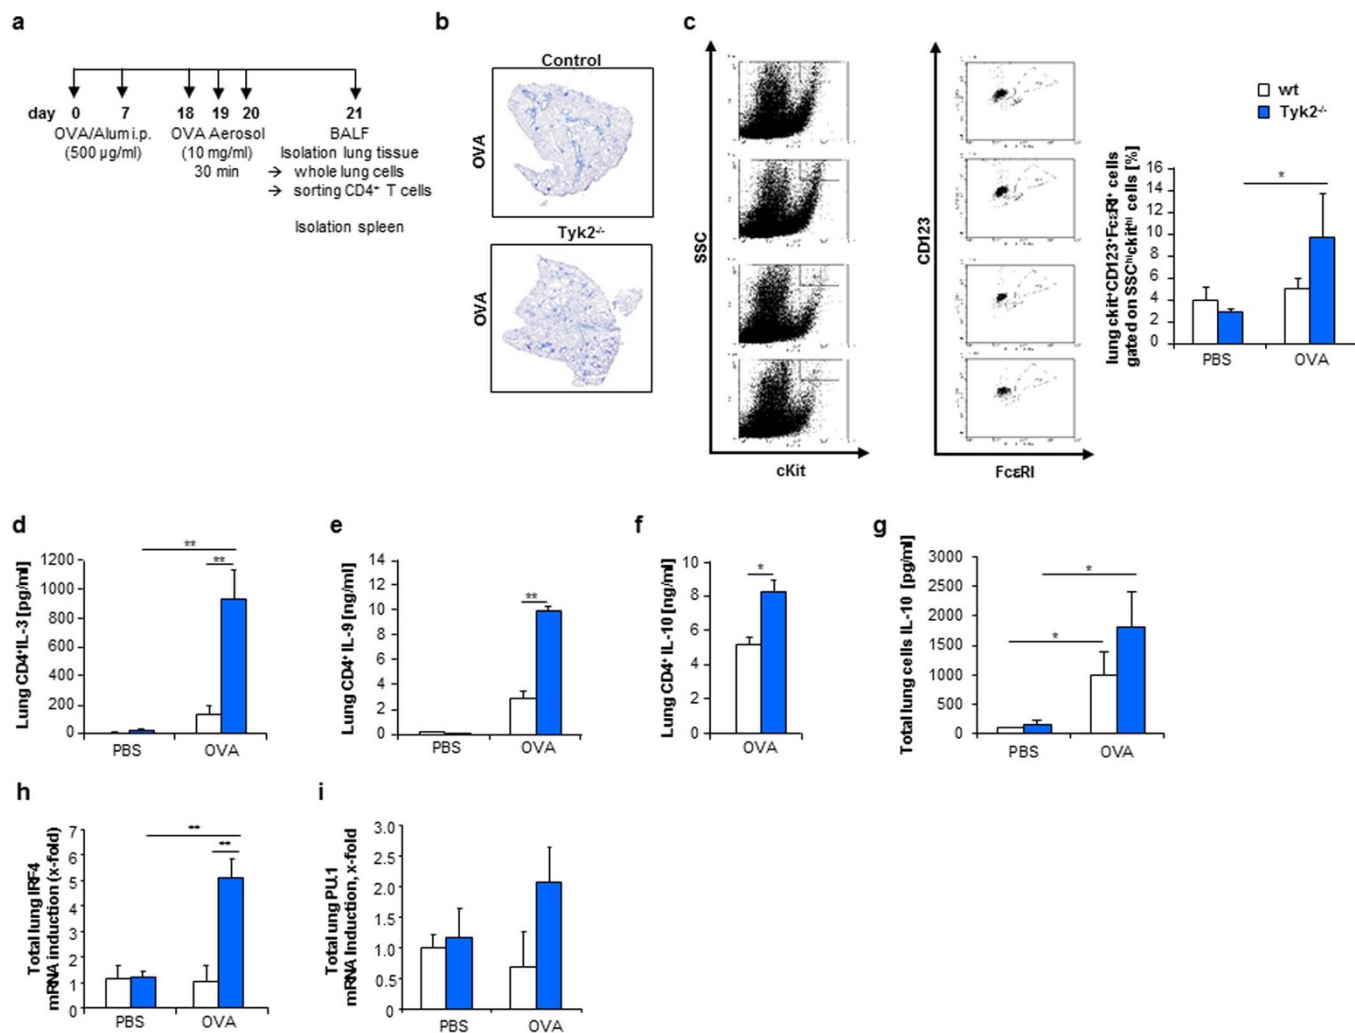 a
day 0 7 18 19 20 21
OVA/Alum i.p. OVA Aerosol BALF
(500 µg/ml) (10 mg/ml) Isolation lung tissue
30 min → whole lung cells
→ sorting CD4⁺ T cells
Isolation spleen
b
Control
OVA
Tyk2⁻/⁻
OVA
c
SSC
cKit
CD123
FcεRI
wt
Tyk2⁻/⁻
lung ckit⁺CD123⁺FcεRI⁺ cells
gated on SSCʰⁱckitʰⁱ cells [%]
16
14
12
10
8
6
4
2
0
*
PBS OVA
d
Lung CD4⁺IL-3 [pg/ml]
1200
1000
800
600
400
200
0
**
**
PBS OVA
e
Lung CD4⁺ IL-9 [ng/ml]
14
12
10
8
6
4
2
0
**
PBS OVA
f
Lung CD4⁺ IL-10 [ng/ml]
10
8
6
4
2
0
*
OVA
g
Total lung cells IL-10 [pg/ml]
3000
2500
2000
1500
1000
500
0
*
*
PBS OVA
h
Total lung IRF4
mRNA induction (x-fold)
7
6
5
4
3
2
1
0
**
**
PBS OVA
i
Total lung PU.1
mRNA Induction, x-fold
3.0
2.5
2.0
1.5
1.0
0.5
0
PBS OVA